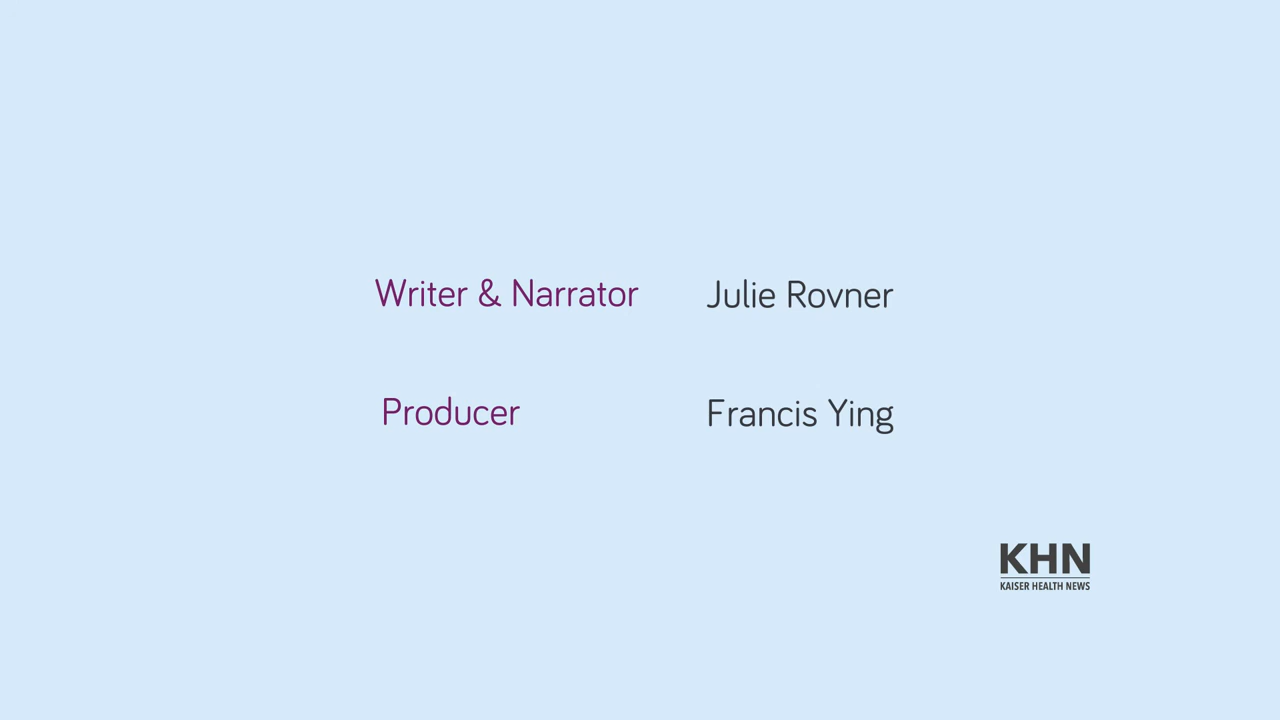 Writer & Narrator Julie Rovner
Producer Francis Ying
KHN
KAISER HEALTH NEWS